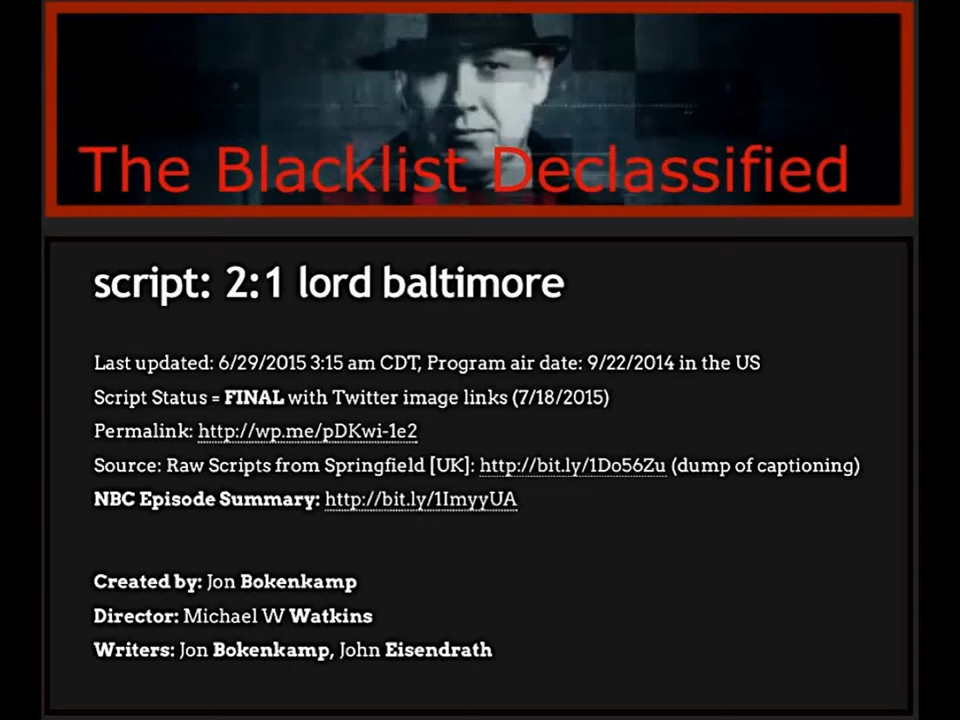 The Blacklist Declassified
script: 2:1 lord baltimore
Last updated: 6/29/2015 3:15 am CDT, Program air date: 9/22/2014 in the US
Script Status = FINAL with Twitter image links (7/18/2015)
Permalink: http://wp.me/pDKwi-1e2
Source: Raw Scripts from Springfield [UK]: http://bit.ly/1Do56Zu (dump of captioning)
NBC Episode Summary: http://bit.ly/1ImyyUA
Created by: Jon Bokenkamp
Director: Michael W Watkins
Writers: Jon Bokenkamp, John Eisendrath